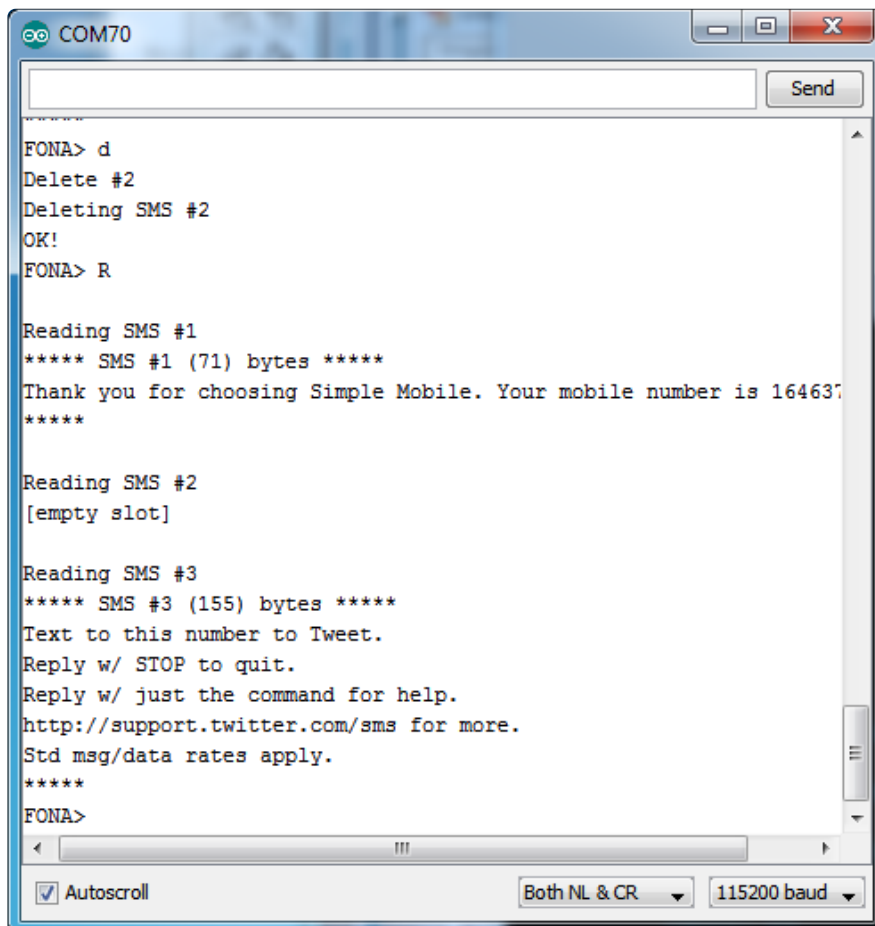 COM70
Send
*****
FONA> d
Delete #2
Deleting SMS #2
OK!
FONA> R
Reading SMS #1
***** SMS #1 (71) bytes *****
Thank you for choosing Simple Mobile. Your mobile number is 164637
*****
Reading SMS #2
[empty slot]
Reading SMS #3
***** SMS #3 (155) bytes *****
Text to this number to Tweet.
Reply w/ STOP to quit.
Reply w/ just the command for help.
http://support.twitter.com/sms for more.
Std msg/data rates apply.
*****
FONA>
Autoscroll Both NL & CR 115200 baud